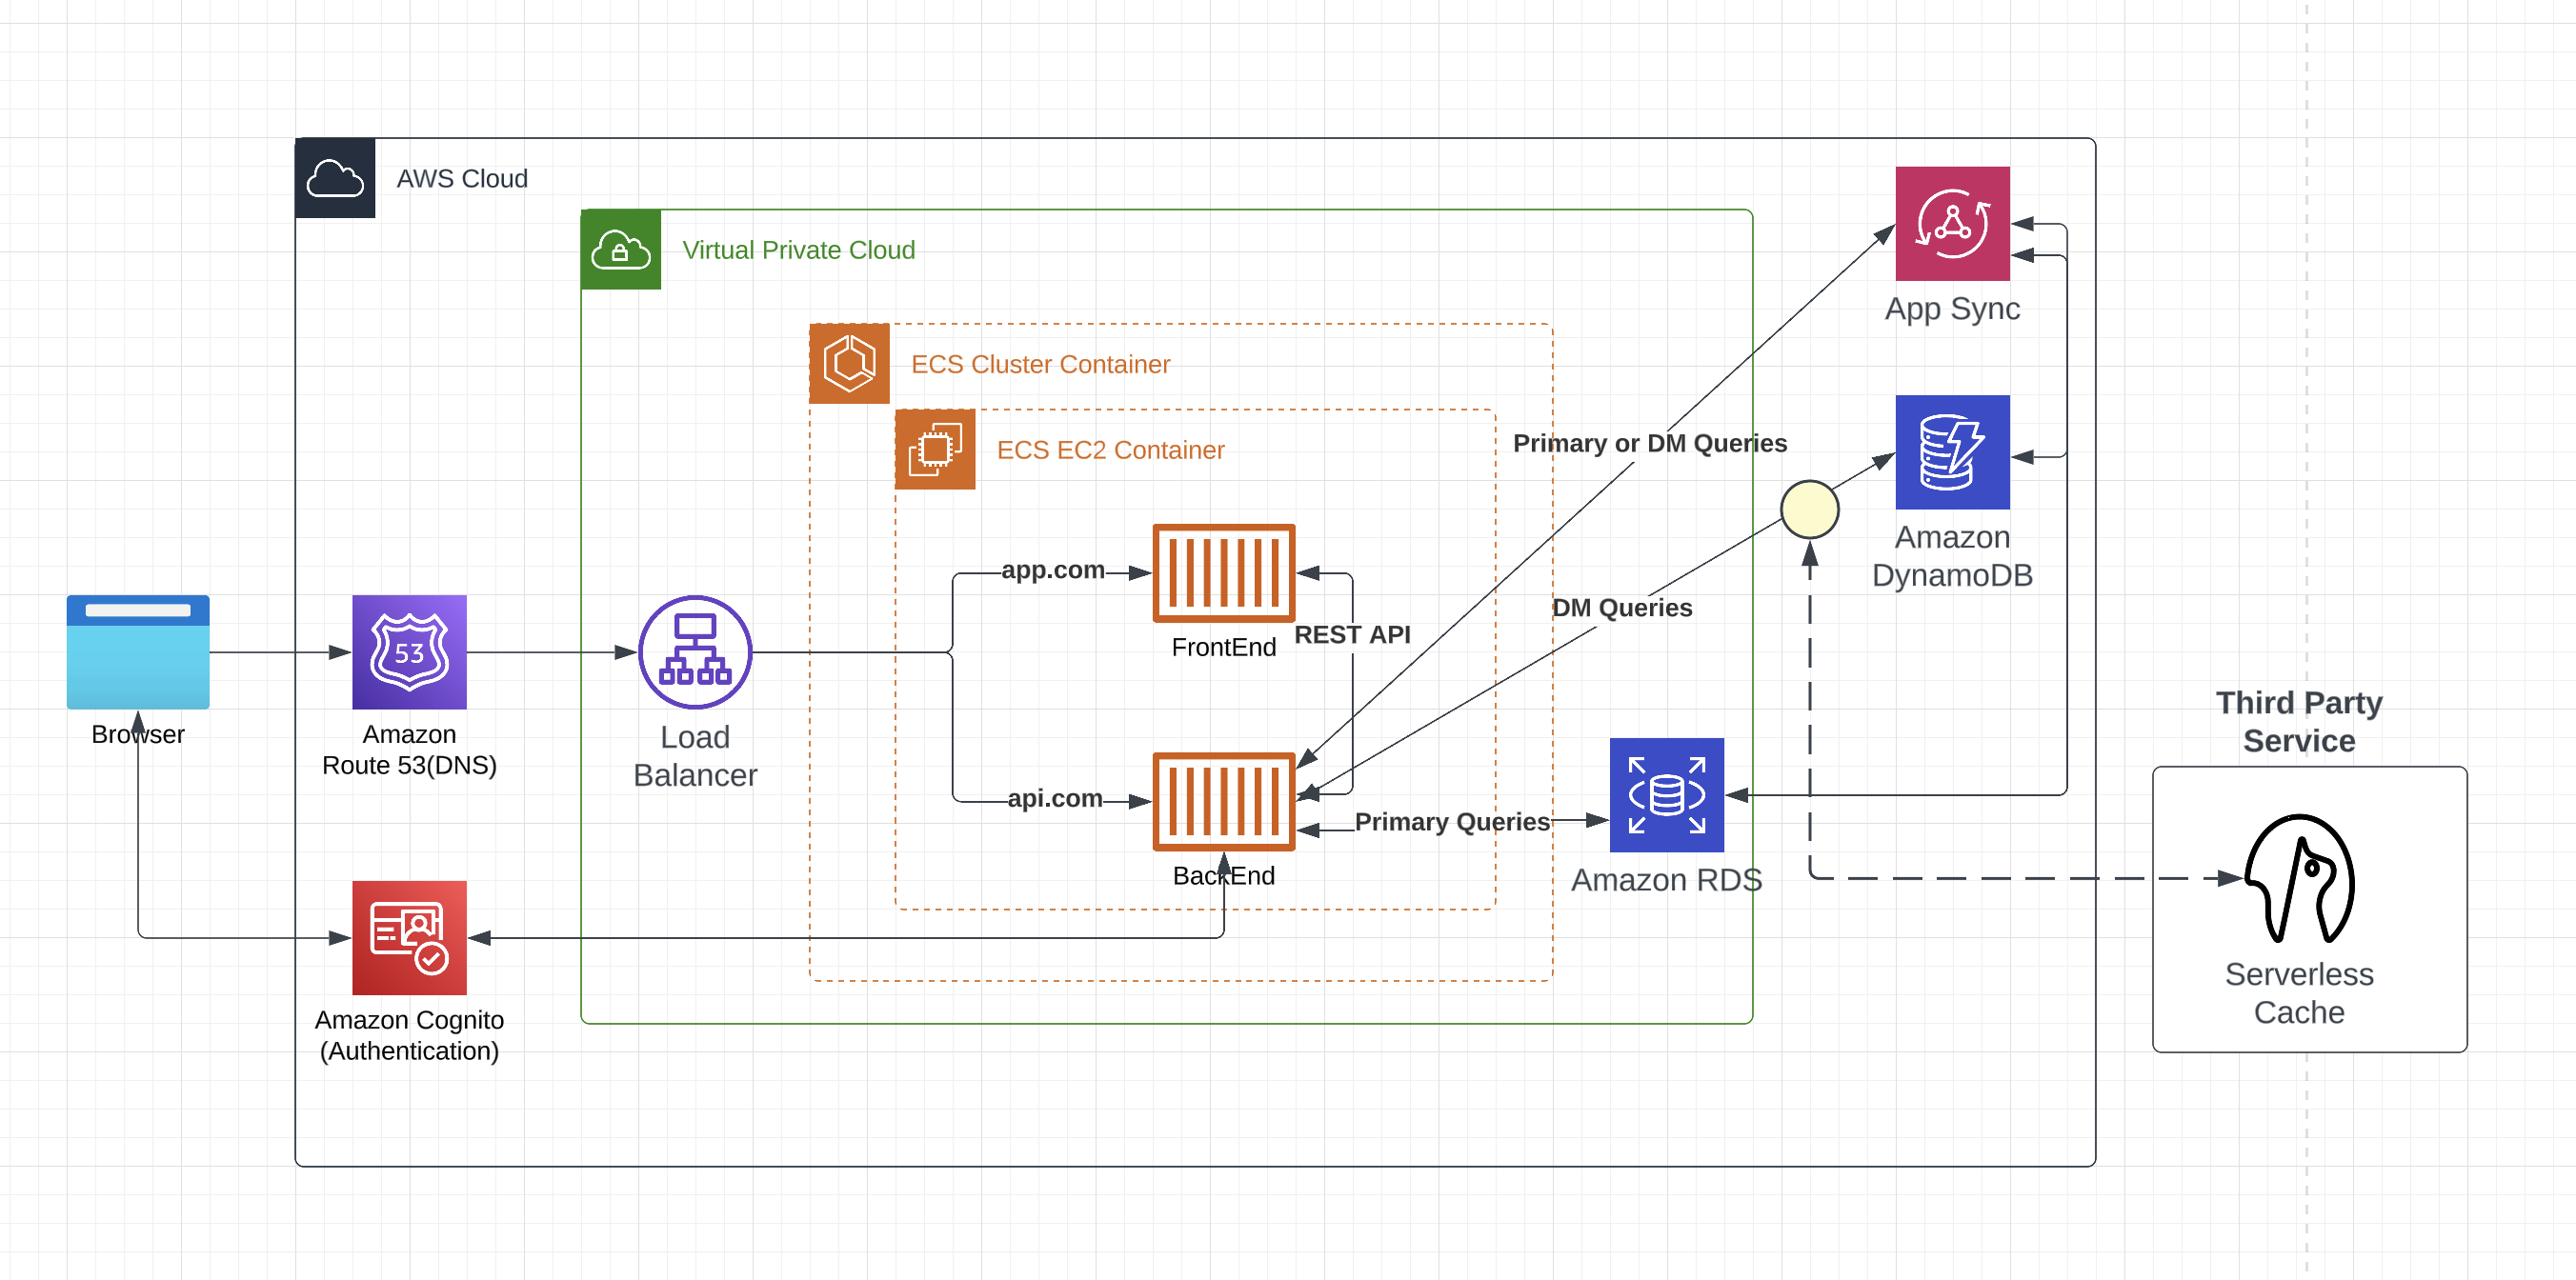 AWS Cloud
Virtual Private Cloud
App Sync
ECS Cluster Container
ECS EC2 Container
Primary or DM Queries
Amazon
DynamoDB
app.com
DM Queries
FrontEnd
REST API
53
Browser
Amazon
Route 53(DNS)
Load
Balancer
Third Party
Service
api.com
Primary Queries
BackEnd
Amazon RDS
Serverless
Cache
Amazon Cognito
(Authentication)